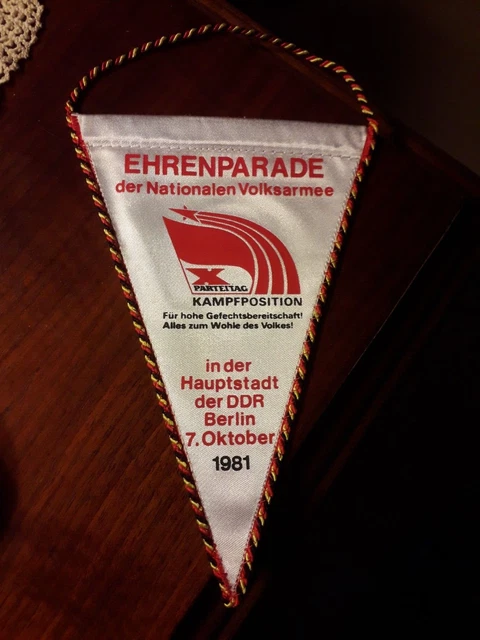 EHRENPARADE
der Nationalen Volksarmee
X
PARTEITAG
KAMPFPOSITION
Für hohe Gefechtsbereitschaft!
Alles zum Wohle des Volkes!
in der
Hauptstadt
der DDR
Berlin
7. Oktober
1981